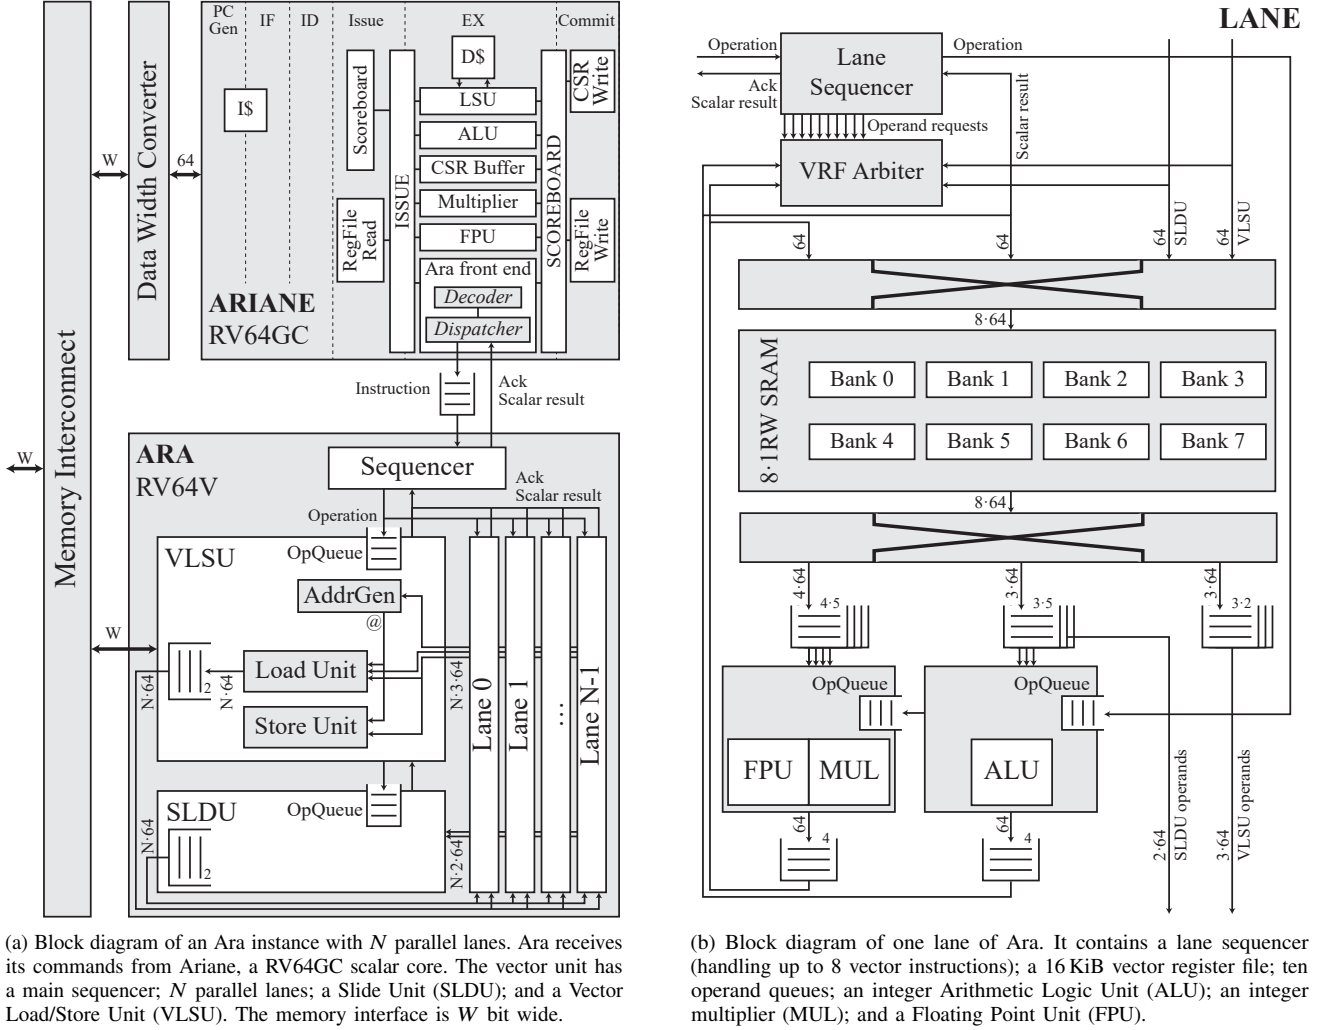 PC
Gen
IF
ID
Issue
EX
Commit
I$
D$
Scoreboard
RegFile
Read
ISSUE
LSU
ALU
CSR Buffer
Multiplier
FPU
Ara front end
Decoder
Dispatcher
SCOREBOARD
CSR
Write
RegFile
Write
ARIANE
RV64GC
Data Width Converter
W
64
Memory Interconnect
W
W
Instruction
Ack
Scalar result
ARA
RV64V
Sequencer
Ack
Scalar result
Operation
OpQueue
VLSU
AddrGen
@
Load Unit
Store Unit
2
N·64
N·64
N·3·64
Lane 0
Lane 1
...
Lane N-1
SLDU
OpQueue
N·64
2
N·2·64
(a) Block diagram of an Ara instance with N parallel lanes. Ara receives
its commands from Ariane, a RV64GC scalar core. The vector unit has
a main sequencer; N parallel lanes; a Slide Unit (SLDU); and a Vector
Load/Store Unit (VLSU). The memory interface is W bit wide.
LANE
Operation
Lane
Sequencer
Operation
Ack
Scalar result
Operand requests
Scalar result
VRF Arbiter
64
64
64
SLDU
64
VLSU
8·64
8·1RW SRAM
Bank 0
Bank 1
Bank 2
Bank 3
Bank 4
Bank 5
Bank 6
Bank 7
8·64
4·64
4·5
3·64
3·5
3·64
3·2
OpQueue
OpQueue
FPU
MUL
ALU
64
4
64
4
2·64
SLDU operands
3·64
VLSU operands
(b) Block diagram of one lane of Ara. It contains a lane sequencer
(handling up to 8 vector instructions); a 16 KiB vector register file; ten
operand queues; an integer Arithmetic Logic Unit (ALU); an integer
multiplier (MUL); and a Floating Point Unit (FPU).